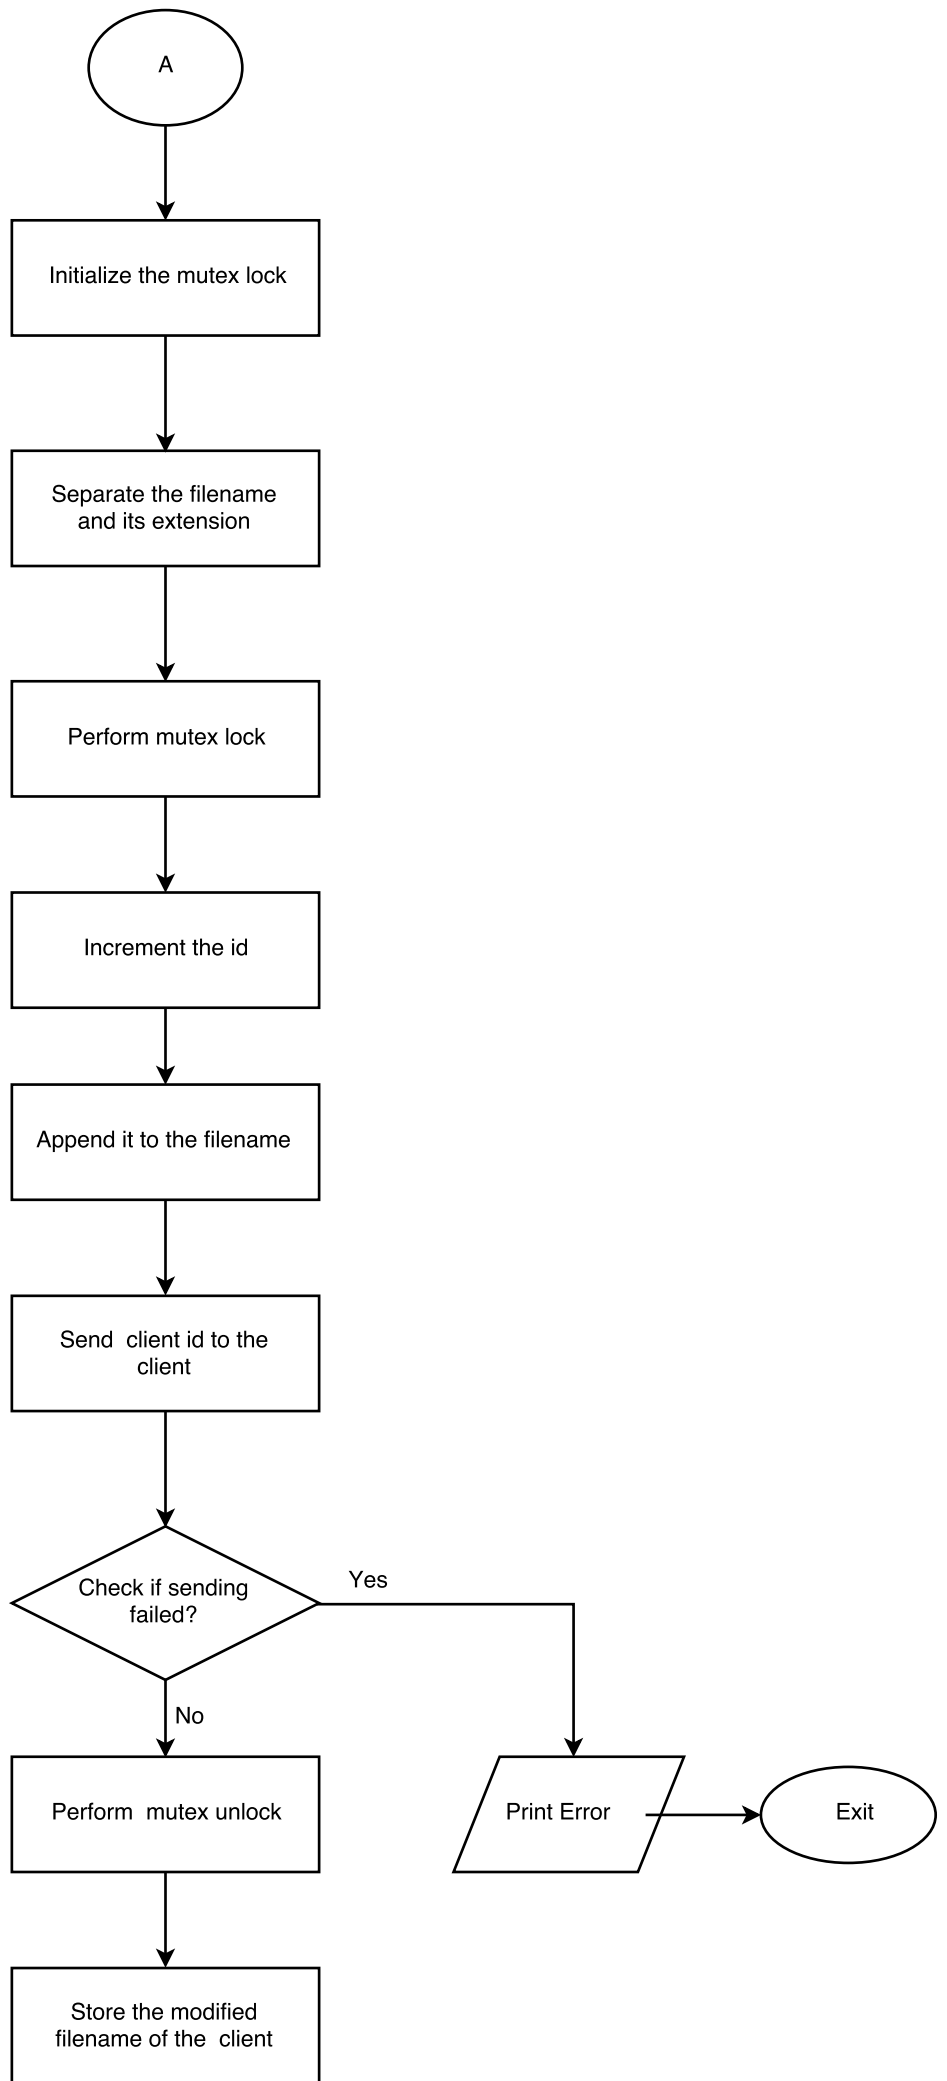 A
Initialize the mutex lock
Separate the filename
and its extension
Perform mutex lock
Increment the id
Append it to the filename
Send  client id to the
client
Check if sending
failed?
Yes
No
Perform  mutex unlock
Print Error
Exit
Store the modified
filename of the  client